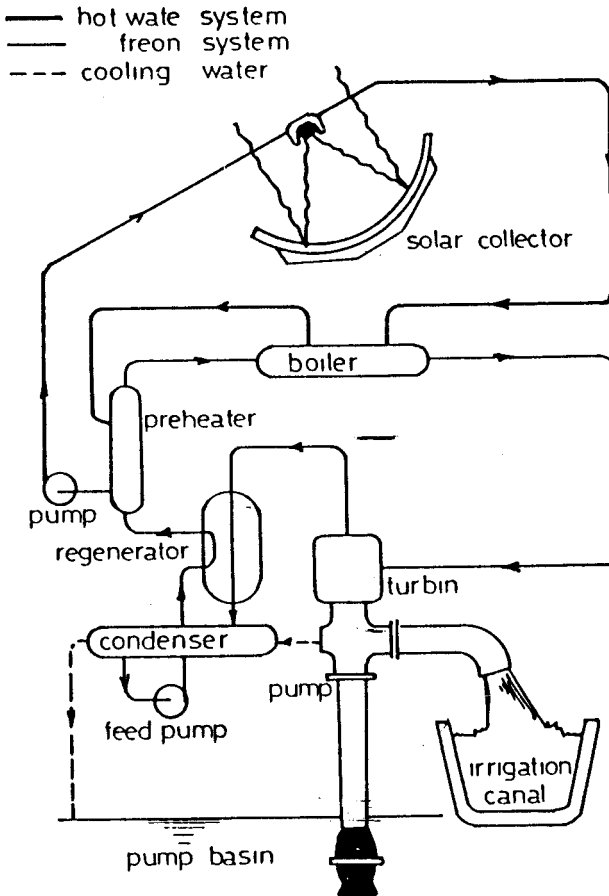 hot wate system
freon system
cooling water
solar collector
boiler
preheater
pump
regenerator
turbin
condenser
pump
feed pump
irrigation
canal
pump basin